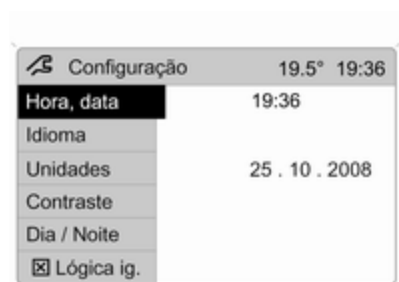 Configuração 19.5° 19:36
Hora, data 19:36
Idioma
Unidades 25 . 10 . 2008
Contraste
Dia / Noite
☒ Lógica ig.